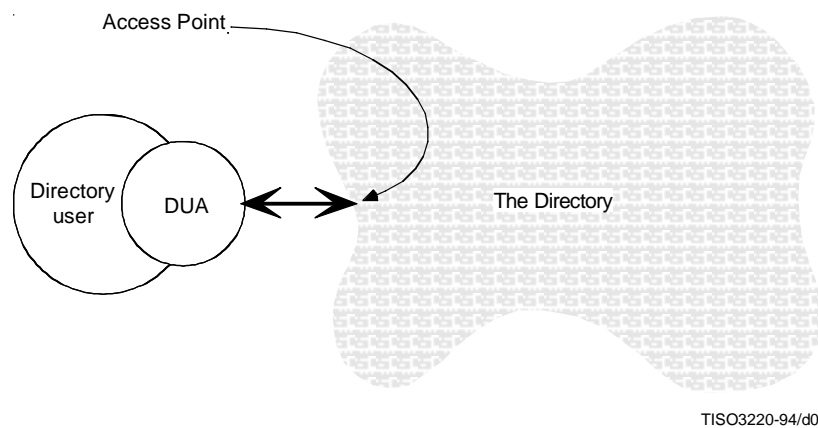 Access Point
Directory
user
DUA
The Directory
TISO3220-94/d0